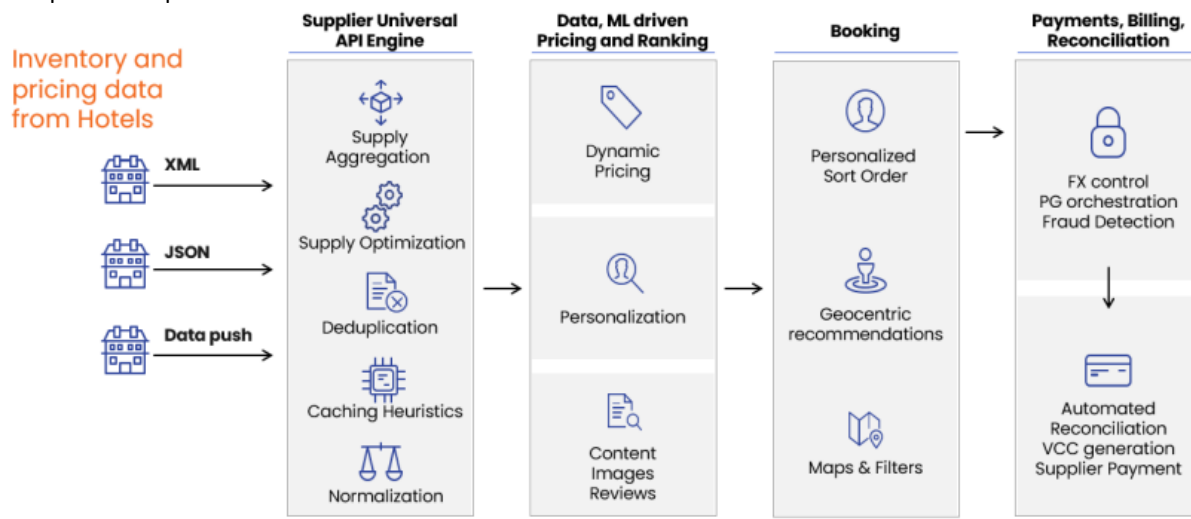 Supplier Universal
API Engine
Data, ML driven
Pricing and Ranking
Booking
Payments, Billing,
Reconciliation
Inventory and
pricing data
from Hotels
XML
JSON
Data push
Supply
Aggregation
Supply Optimization
Deduplication
Caching Heuristics
Normalization
Dynamic
Pricing
Personalization
Content
Images
Reviews
Personalized
Sort Order
Geocentric
recommendations
Maps & Filters
FX control
PG orchestration
Fraud Detection
Automated
Reconciliation
VCC generation
Supplier Payment